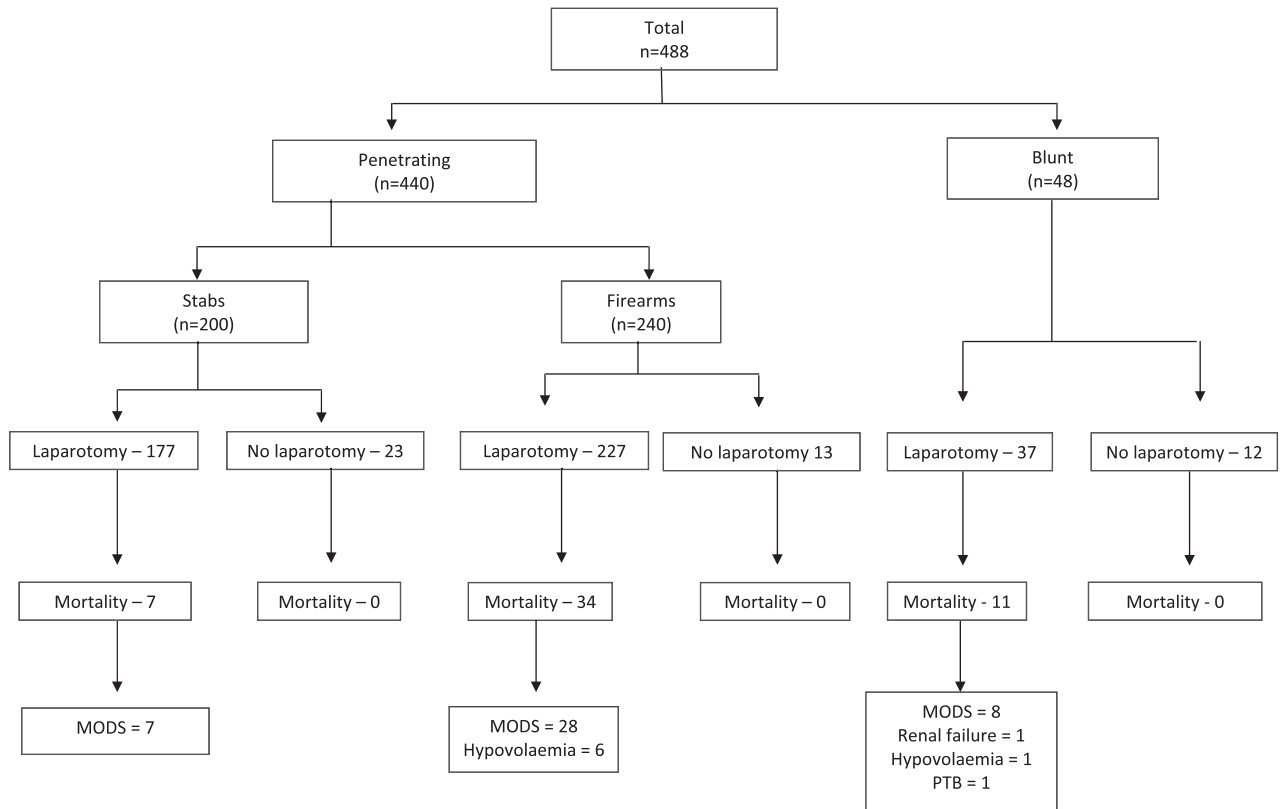 Total
n=488
Penetrating
(n=440)
Blunt
(n=48)
Stabs
(n=200)
Firearms
(n=240)
Laparotomy – 177
No laparotomy – 23
Laparotomy – 227
No laparotomy 13
Laparotomy – 37
No laparotomy – 12
Mortality – 7
Mortality – 0
Mortality – 34
Mortality – 0
Mortality - 11
Mortality - 0
MODS = 7
MODS = 28
Hypovolaemia = 6
MODS = 8
Renal failure = 1
Hypovolaemia = 1
PTB = 1